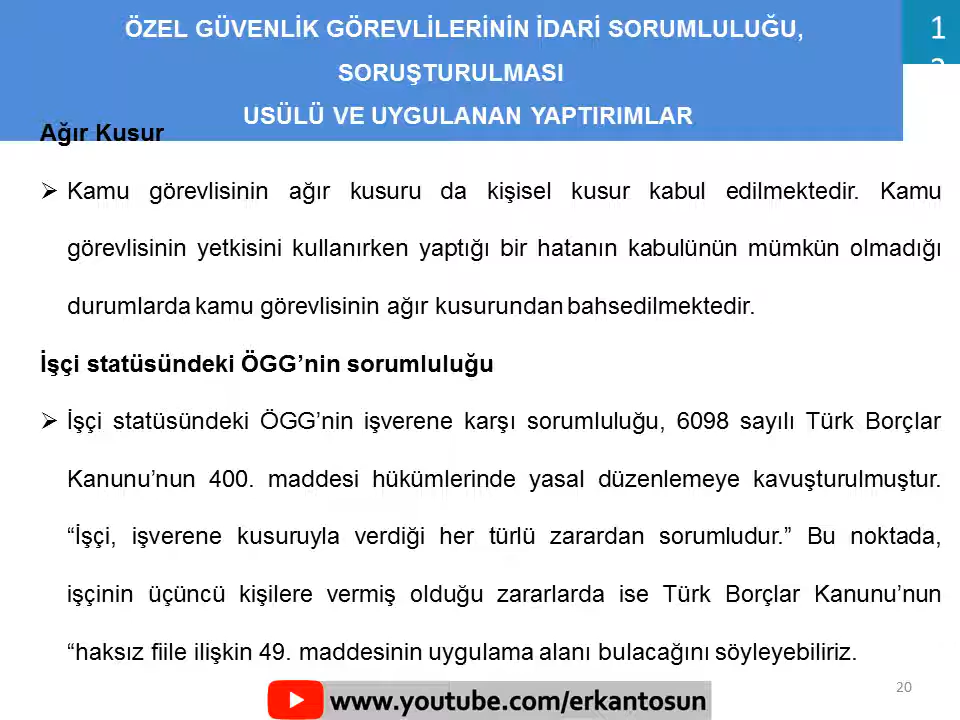 ÖZEL GÜVENLİK GÖREVLİLERİNİN İDARİ SORUMLULUĞU,
SORUŞTURULMASI
USÜLÜ VE UYGULANAN YAPTIRIMLAR
1
Ağır Kusur
Kamu görevlisinin ağır kusuru da kişisel kusur kabul edilmektedir. Kamu
görevlisinin yetkisini kullanırken yaptığı bir hatanın kabulünün mümkün olmadığı
durumlarda kamu görevlisinin ağır kusurundan bahsedilmektedir.
İşçi statüsündeki ÖGG’nin sorumluluğu
İşçi statüsündeki ÖGG’nin işverene karşı sorumluluğu, 6098 sayılı Türk Borçlar
Kanunu’nun 400. maddesi hükümlerinde yasal düzenlemeye kavuşturulmuştur.
“İşçi, işverene kusuruyla verdiği her türlü zarardan sorumludur.” Bu noktada,
işçinin üçüncü kişilere vermiş olduğu zararlarda ise Türk Borçlar Kanunu’nun
“haksız fiile ilişkin 49. maddesinin uygulama alanı bulacağını söyleyebiliriz.
20
www.youtube.com/erkantosun